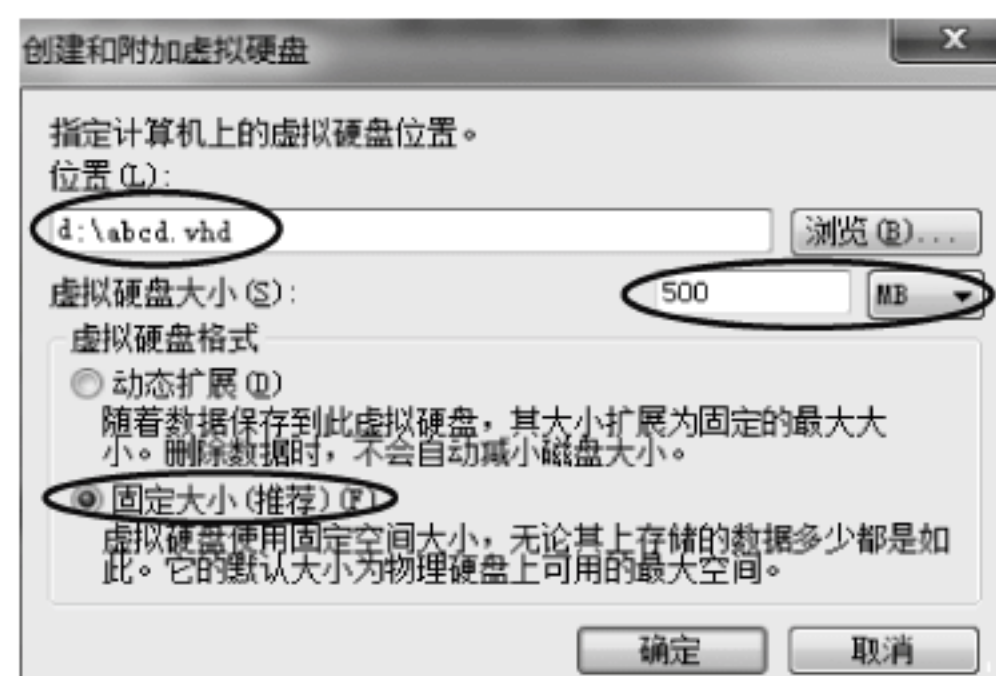 创建和附加虚拟硬盘
指定计算机上的虚拟硬盘位置。
位置(L):
d:\abcd.vhd 浏览(B)...
虚拟硬盘大小(S): 500 MB
虚拟硬盘格式
动态扩展(D)
随着数据保存到此虚拟硬盘，其大小扩展为固定的最大大
小。删除数据时，不会自动减小磁盘大小。
固定大小(推荐)(F)
虚拟硬盘使用固定空间大小，无论其上存储的数据多少都是如
此。它的默认大小为物理硬盘上可用的最大空间。
确定 取消